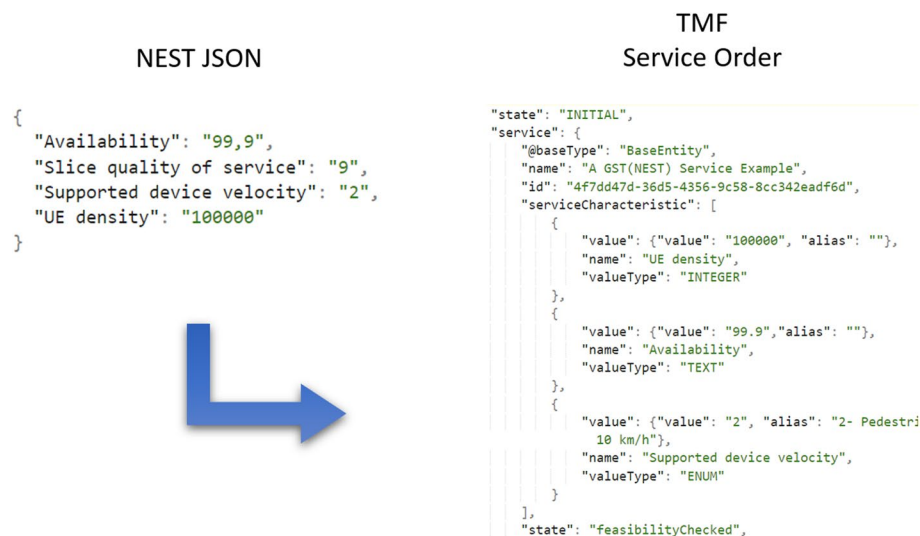 NEST JSON
{
"Availability": "99,9",
"Slice quality of service": "9",
"Supported device velocity": "2",
"UE density": "100000"
}
TMF
Service Order
"state": "INITIAL",
"service": {
"@baseType": "BaseEntity",
"name": "A GST(NEST) Service Example",
"id": "4f7dd47d-36d5-4356-9c58-8cc342eadf6d",
"serviceCharacteristic": [
{
"value": {"value": "100000", "alias": ""},
"name": "UE density",
"valueType": "INTEGER"
},
{
"value": {"value": "99.9","alias": ""},
"name": "Availability",
"valueType": "TEXT"
},
{
"value": {"value": "2", "alias": "2- Pedestri
10 km/h"},
"name": "Supported device velocity",
"valueType": "ENUM"
}
],
"state": "feasibilityChecked",